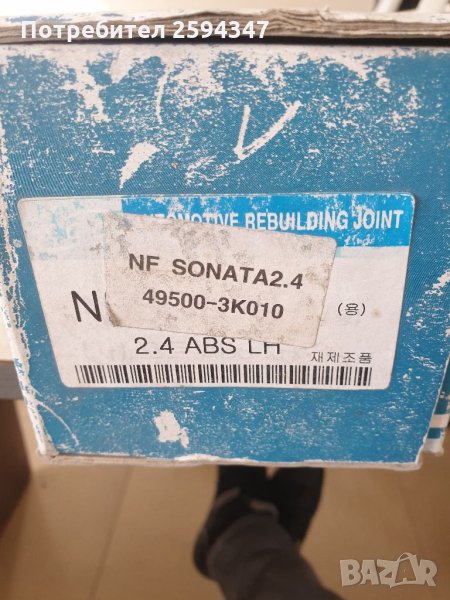 Потребител 2594347
AUTOMOTIVE REBUILDING JOINT
NF SONATA2.4
49500-3K010
N
(용)
2.4 ABS LH
재제조품
BAZAR